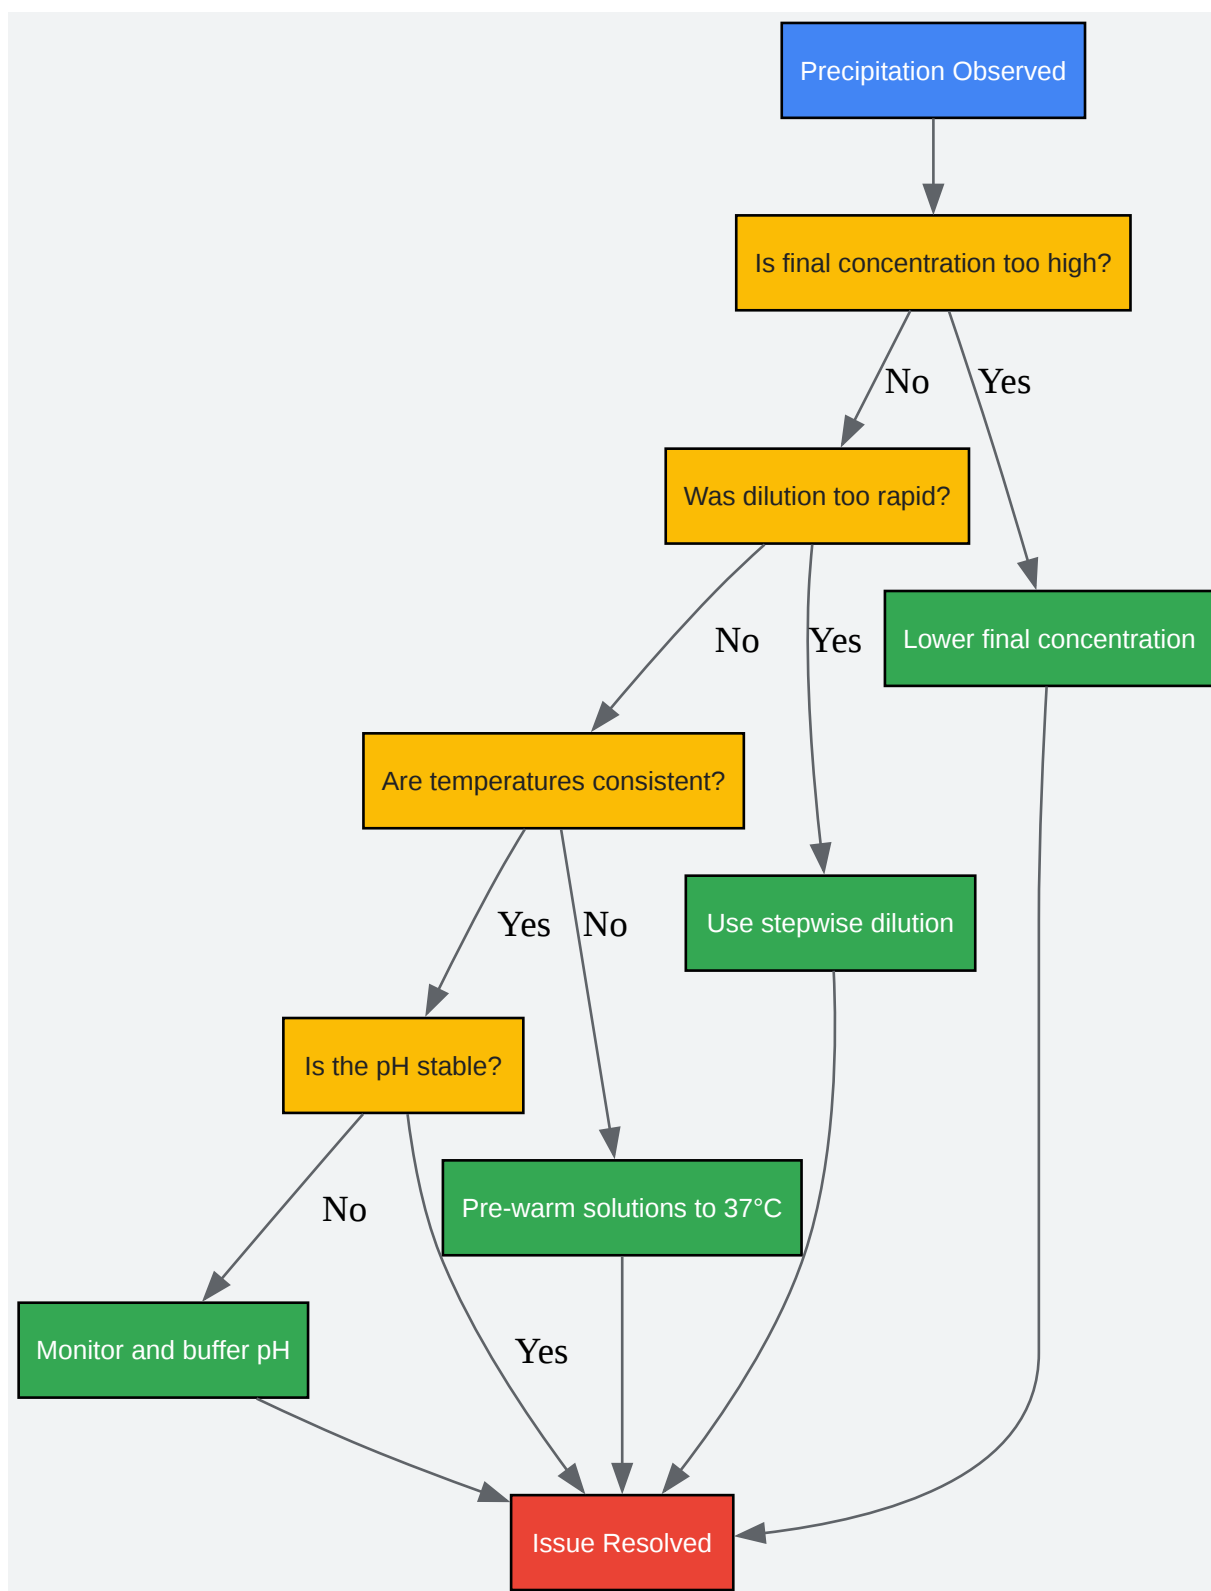 Precipitation Observed
Is final concentration too high?
No
Yes
Was dilution too rapid?
No
Yes
Lower final concentration
Are temperatures consistent?
Yes
No
Use stepwise dilution
Is the pH stable?
No
Pre-warm solutions to 37°C
Yes
Monitor and buffer pH
Issue Resolved